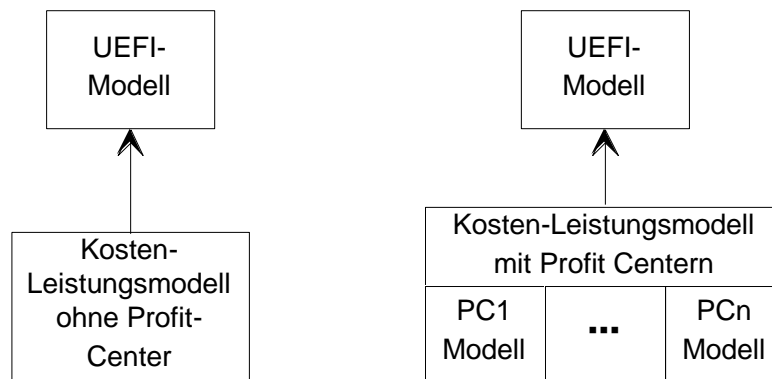 UEFI-
Modell
Kosten-
Leistungsmodell
ohne Profit-
Center
UEFI-
Modell
Kosten-Leistungsmodell
mit Profit Centern
PC1
Modell
...
PCn
Modell